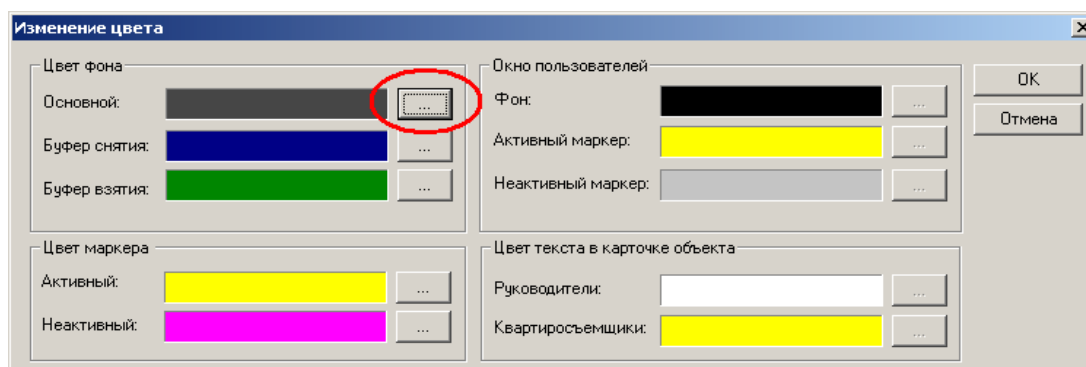 Изменение цвета
Цвет фона
Основной: ...
Буфер снятия: ...
Буфер взятия: ...
Окно пользователей
Фон: ...
Активный маркер: ...
Неактивный маркер: ...
OK
Отмена
Цвет маркера
Активный: ...
Неактивный: ...
Цвет текста в карточке объекта
Руководители: ...
Квартиросъемщики: ...